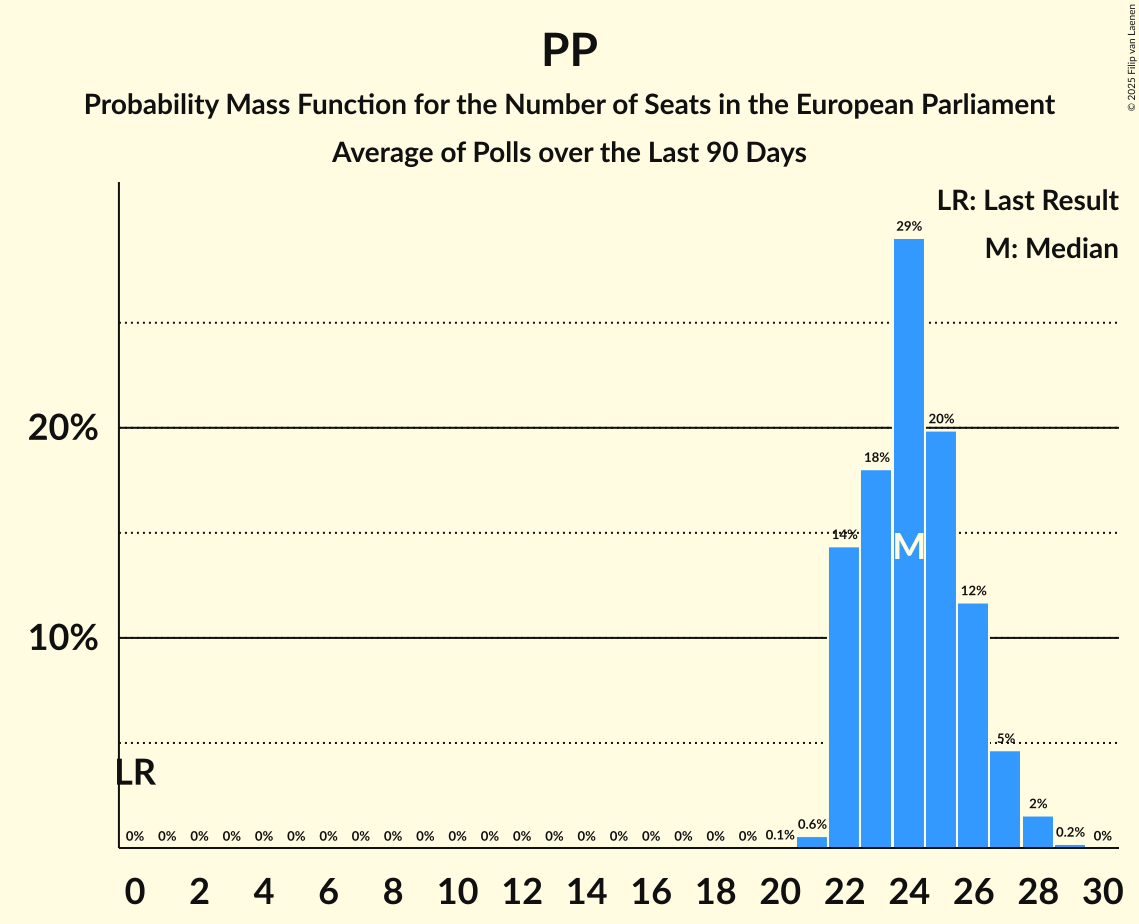 PP
Probability Mass Function for the Number of Seats in the European Parliament
Average of Polls over the Last 90 Days
© 2025 Filip van Laenen
LR: Last Result
M: Median
29%
20%
20%
18%
14%
M
12%
10%
5%
LR
2%
0% 0% 0% 0% 0% 0% 0% 0% 0% 0% 0% 0% 0% 0% 0% 0% 0% 0% 0% 0% 0.1% 0.6% 0.2% 0%
0 2 4 6 8 10 12 14 16 18 20 22 24 26 28 30